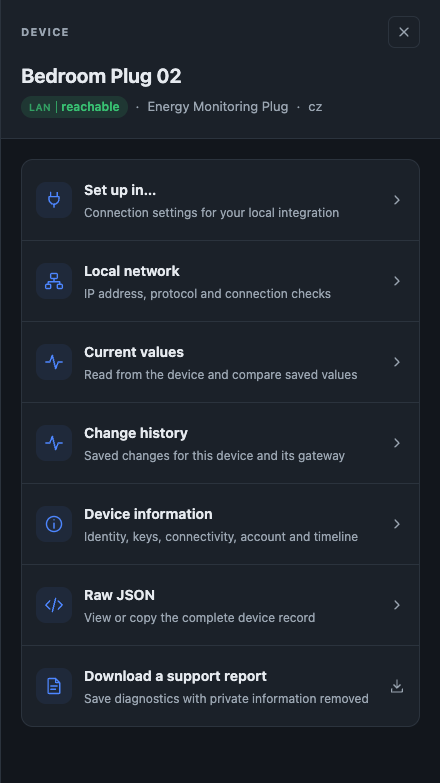 DEVICE
Bedroom Plug 02
LAN | reachable · Energy Monitoring Plug · cz
Set up in...
Connection settings for your local integration
Local network
IP address, protocol and connection checks
Current values
Read from the device and compare saved values
Change history
Saved changes for this device and its gateway
Device information
Identity, keys, connectivity, account and timeline
Raw JSON
View or copy the complete device record
Download a support report
Save diagnostics with private information removed